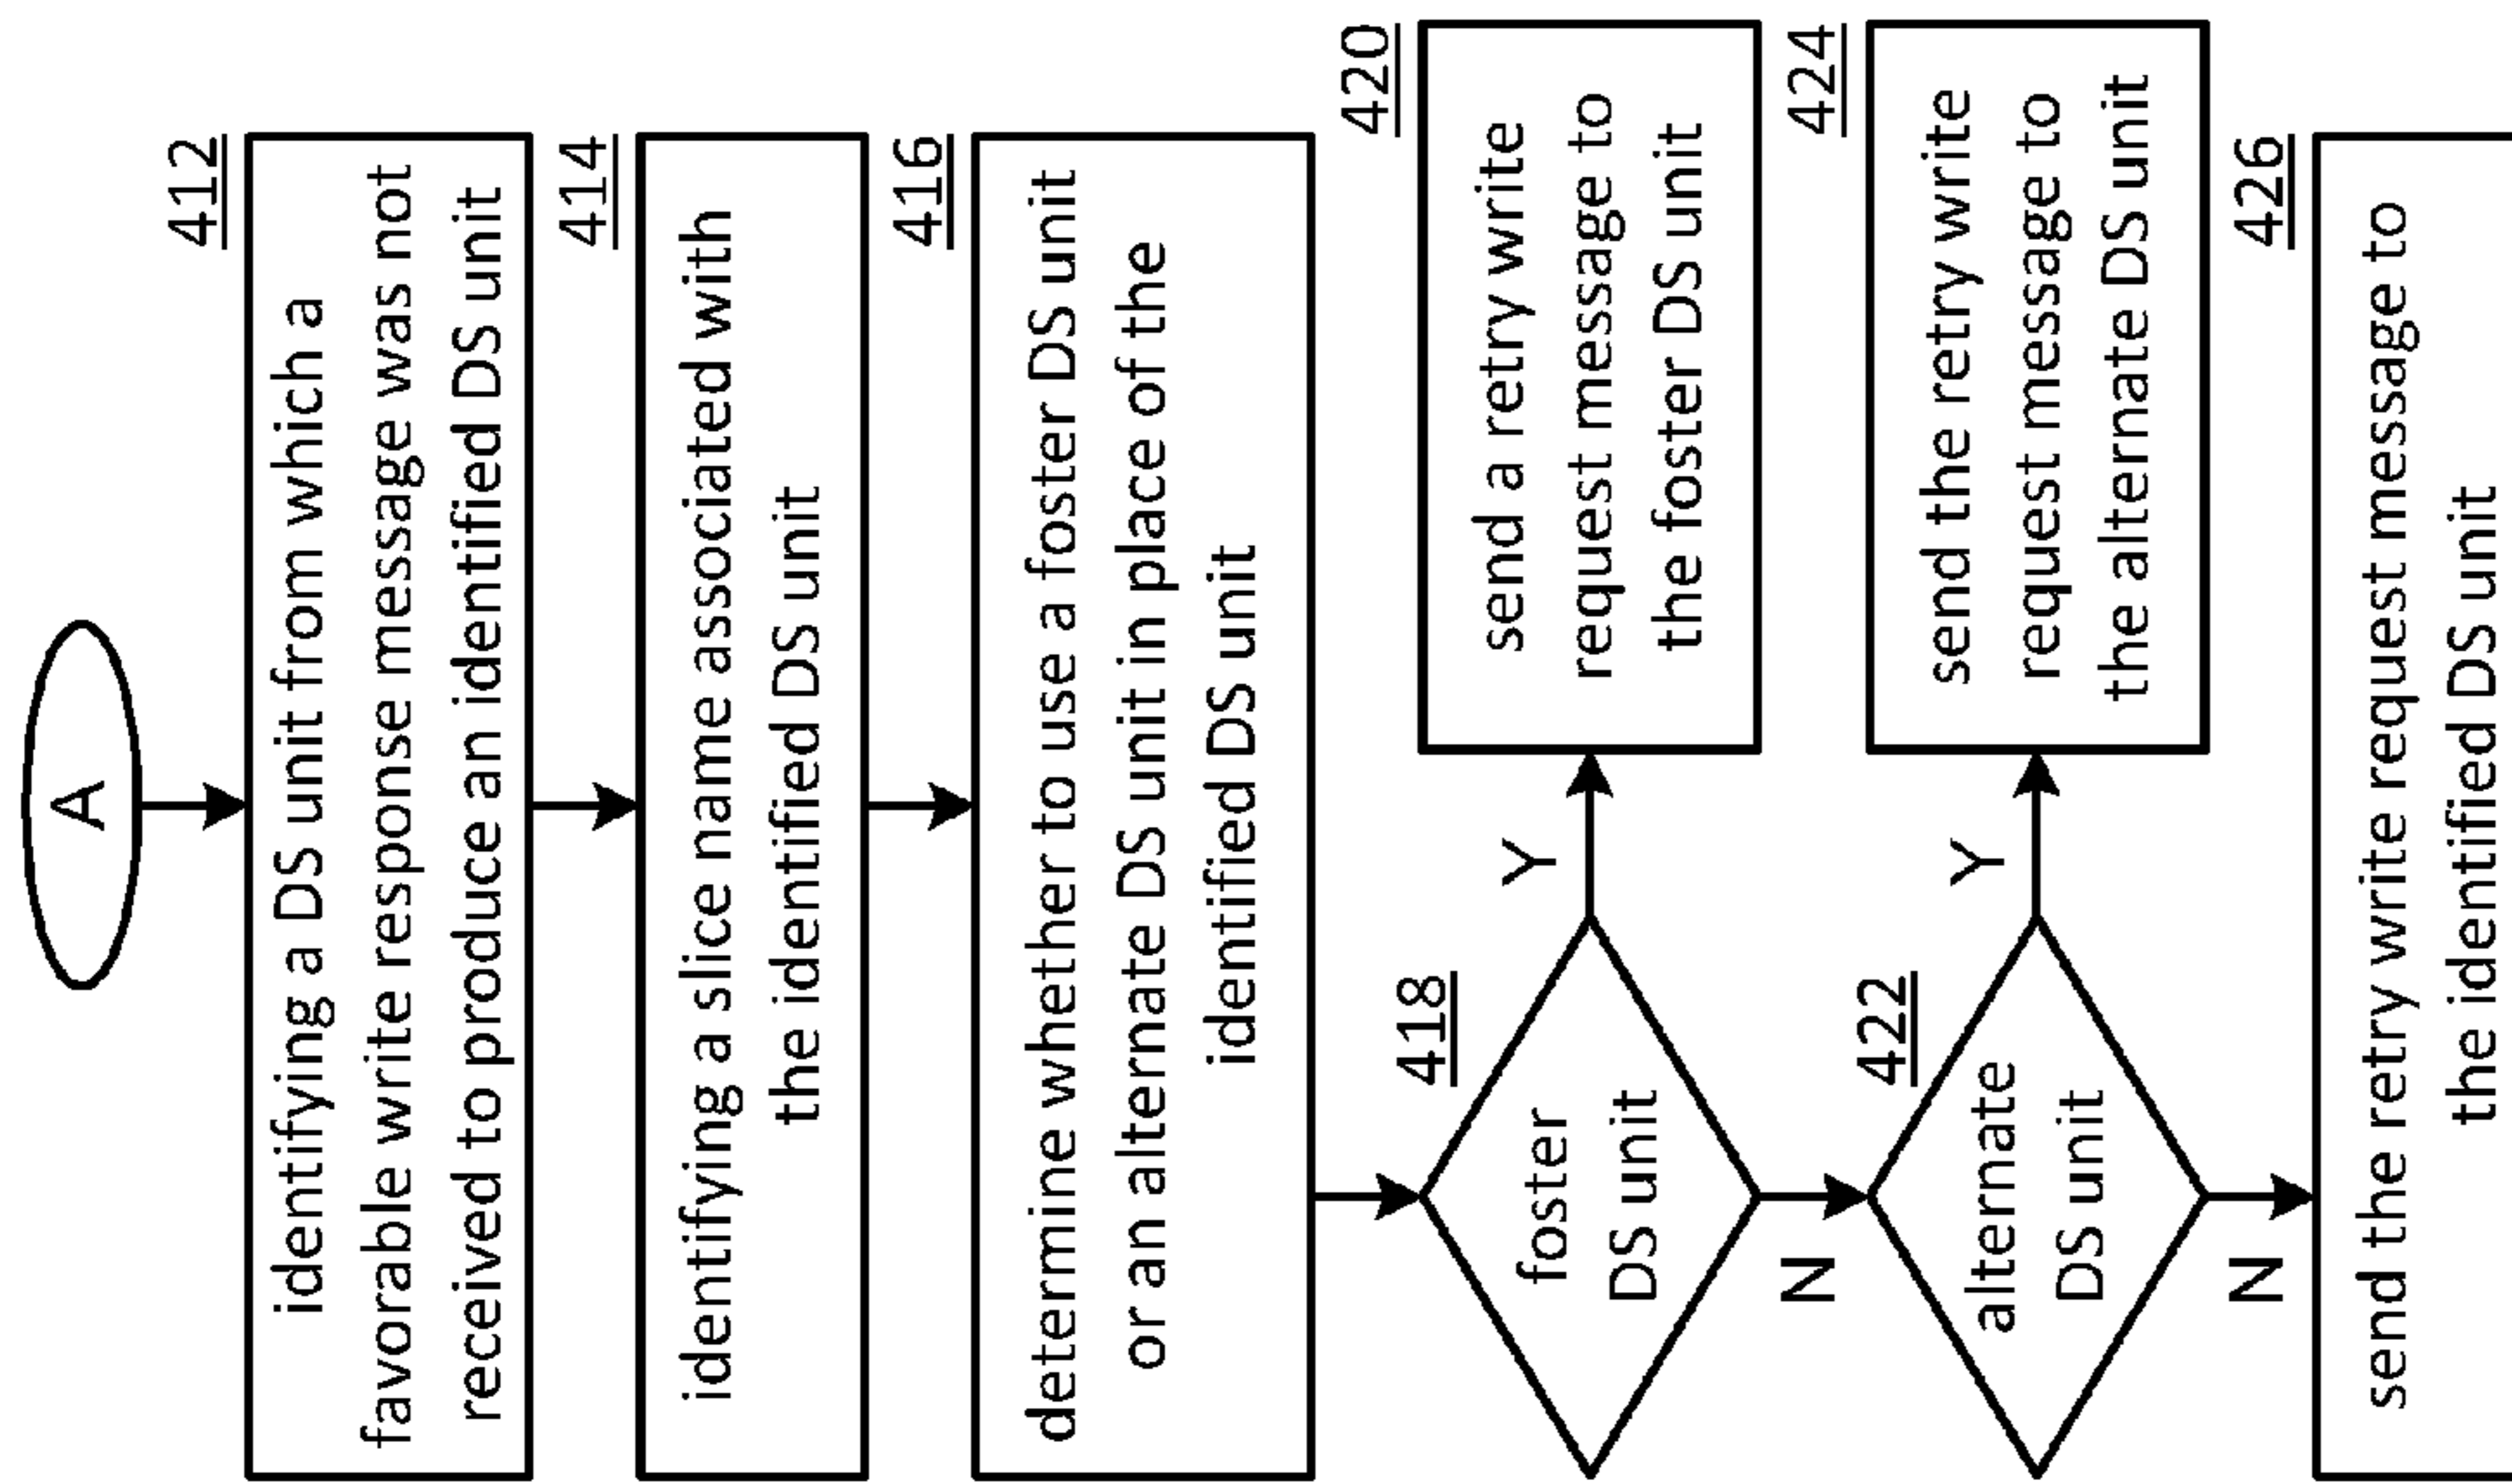 A
412
identifying a DS unit from which a
favorable write response message was not
received to produce an identified DS unit
414
identifying a slice name associated with
the identified DS unit
416
determine whether to use a foster DS unit
or an alternate DS unit in place of the
identified DS unit
418
foster
DS unit
Y
420
send a retry write
request message to
the foster DS unit
N
422
alternate
DS unit
Y
424
send the retry write
request message to
the alternate DS unit
N
426
send the retry write request message to
the identified DS unit